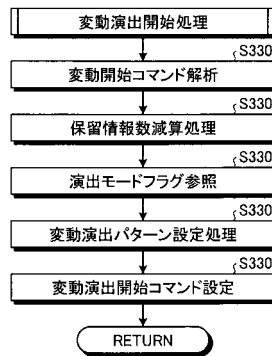 変動演出開始処理
S330
変動開始コマンド解析
S330
保留情報数減算処理
S330
演出モードフラグ参照
S330
変動演出パターン設定処理
S330
変動演出開始コマンド設定
RETURN